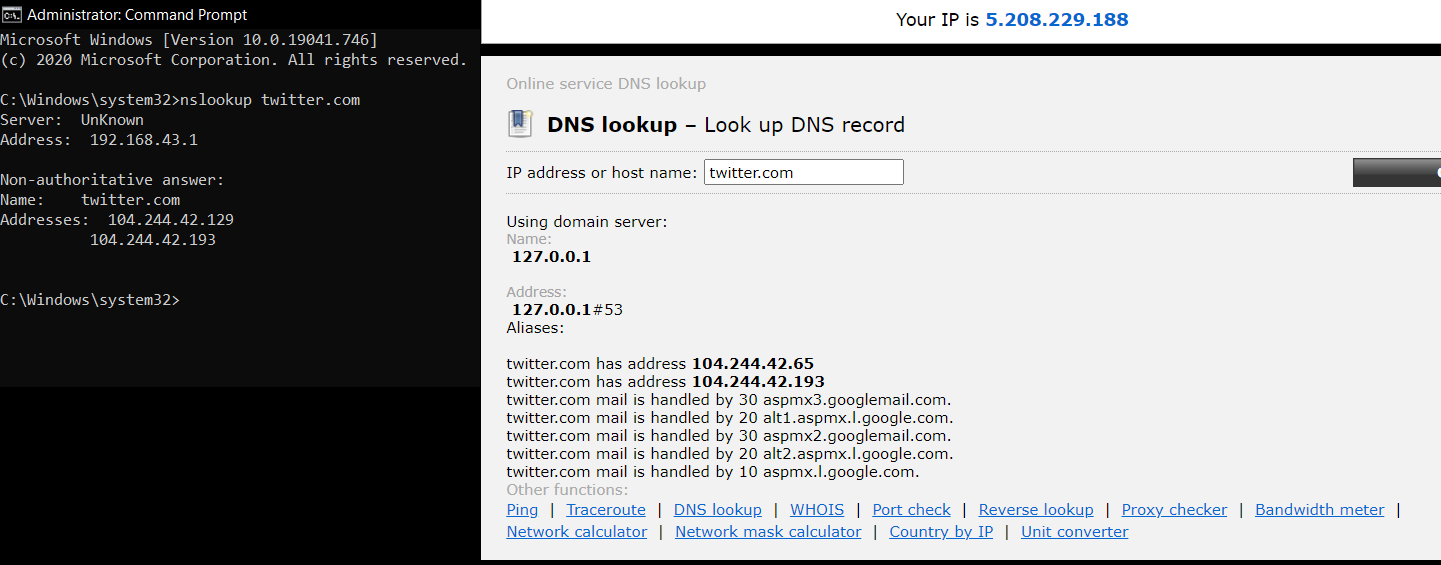 Administrator: Command Prompt
Microsoft Windows [Version 10.0.19041.746]
(c) 2020 Microsoft Corporation. All rights reserved.
C:\Windows\system32>nslookup twitter.com
Server:  UnKnown
Address:  192.168.43.1
Non-authoritative answer:
Name:    twitter.com
Addresses:  104.244.42.129
104.244.42.193
C:\Windows\system32>
Your IP is 5.208.229.188
Online service DNS lookup
DNS lookup – Look up DNS record
IP address or host name: twitter.com
Using domain server:
Name:
127.0.0.1
Address:
127.0.0.1#53
Aliases:
twitter.com has address 104.244.42.65
twitter.com has address 104.244.42.193
twitter.com mail is handled by 30 aspmx3.googlemail.com.
twitter.com mail is handled by 20 alt1.aspmx.l.google.com.
twitter.com mail is handled by 30 aspmx2.googlemail.com.
twitter.com mail is handled by 20 alt2.aspmx.l.google.com.
twitter.com mail is handled by 10 aspmx.l.google.com.
Other functions:
Ping | Traceroute | DNS lookup | WHOIS | Port check | Reverse lookup | Proxy checker | Bandwidth meter |
Network calculator | Network mask calculator | Country by IP | Unit converter